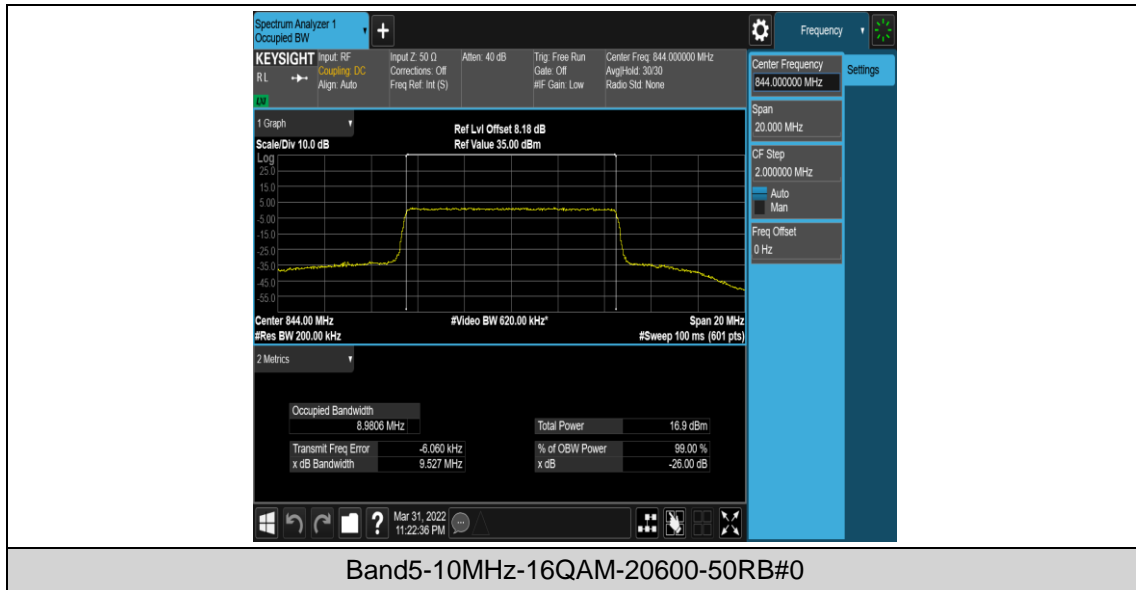 Spectrum Analyzer 1
Occupied BW
Frequency
KEYSIGHT
RL
LXI
Input: RF
Coupling: DC
Align: Auto
Input Z: 50 Ω
Corrections: Off
Freq Ref: Int (S)
Atten: 40 dB
Trig: Free Run
Gate: Off
#IF Gain: Low
Center Freq: 844.000000 MHz
Avg|Hold: 30/30
Radio Std: None
Center Frequency
844.000000 MHz
Settings
Span
20.000 MHz
CF Step
2.000000 MHz
Auto
Man
Freq Offset
0 Hz
1 Graph
Scale/Div 10.0 dB
Ref Lvl Offset 8.18 dB
Ref Value 35.00 dBm
Log
25.0
15.0
5.00
-5.00
-15.0
-25.0
-35.0
-45.0
-55.0
Center 844.00 MHz
#Video BW 620.00 kHz*
Span 20 MHz
#Res BW 200.00 kHz
#Sweep 100 ms (601 pts)
2 Metrics
Occupied Bandwidth
8.9806 MHz
Total Power 16.9 dBm
Transmit Freq Error -6.060 kHz
% of OBW Power 99.00 %
x dB Bandwidth 9.527 MHz
x dB -26.00 dB
Mar 31, 2022
11:22:36 PM
Band5-10MHz-16QAM-20600-50RB#0